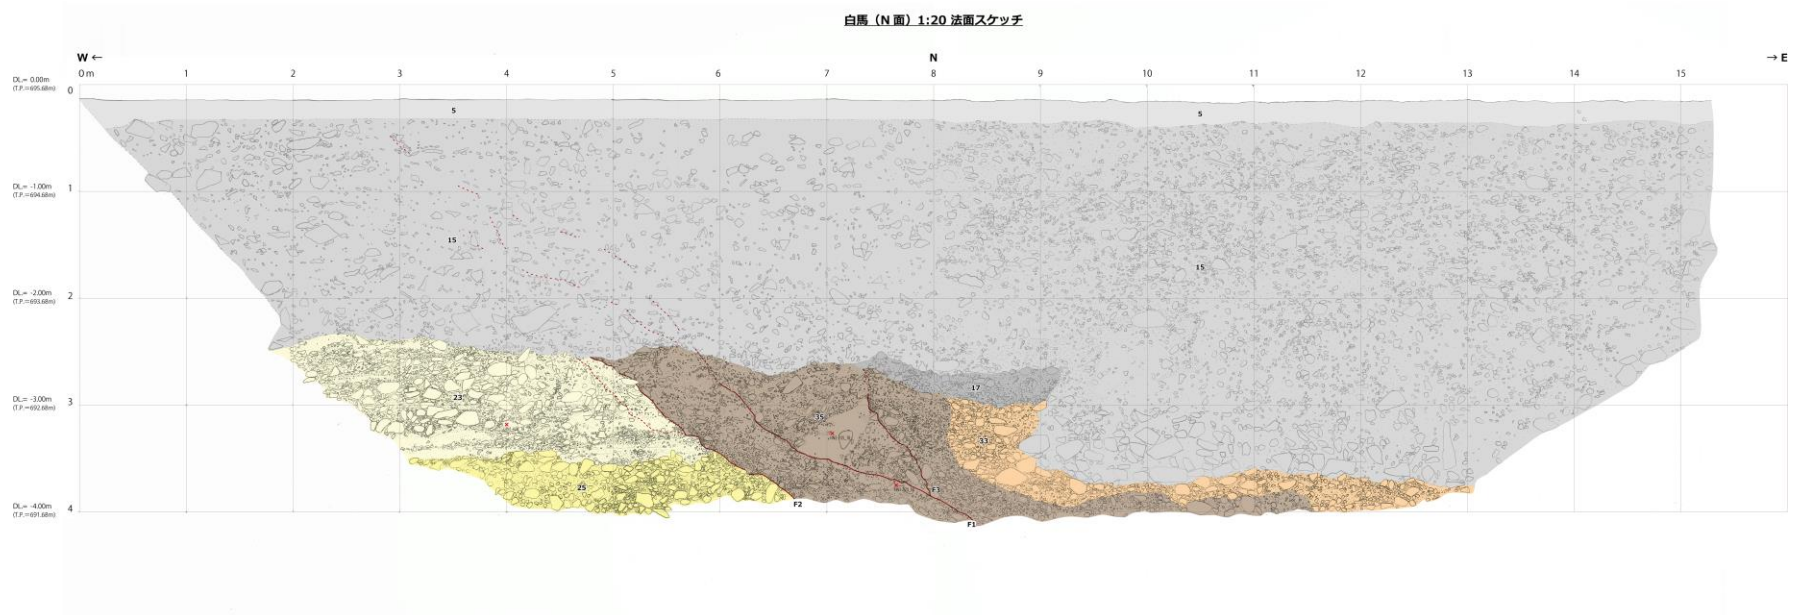 白馬（N 面）1:20 法面スケッチ
W ← N → E
0 m 1 2 3 4 5 6 7 8 9 10 11 12 13 14 15
DL.= 0.00m
(T.P.=695.68m)
0
5
5
DL.= -1.00m
(T.P.=694.68m)
1
15
15
DL.= -2.00m
(T.P.=693.68m)
2
17
DL.= -3.00m
(T.P.=692.68m)
3
23
x
35
x
33
25
x
F3
DL.= -4.00m
(T.P.=691.68m)
4
F2
F1